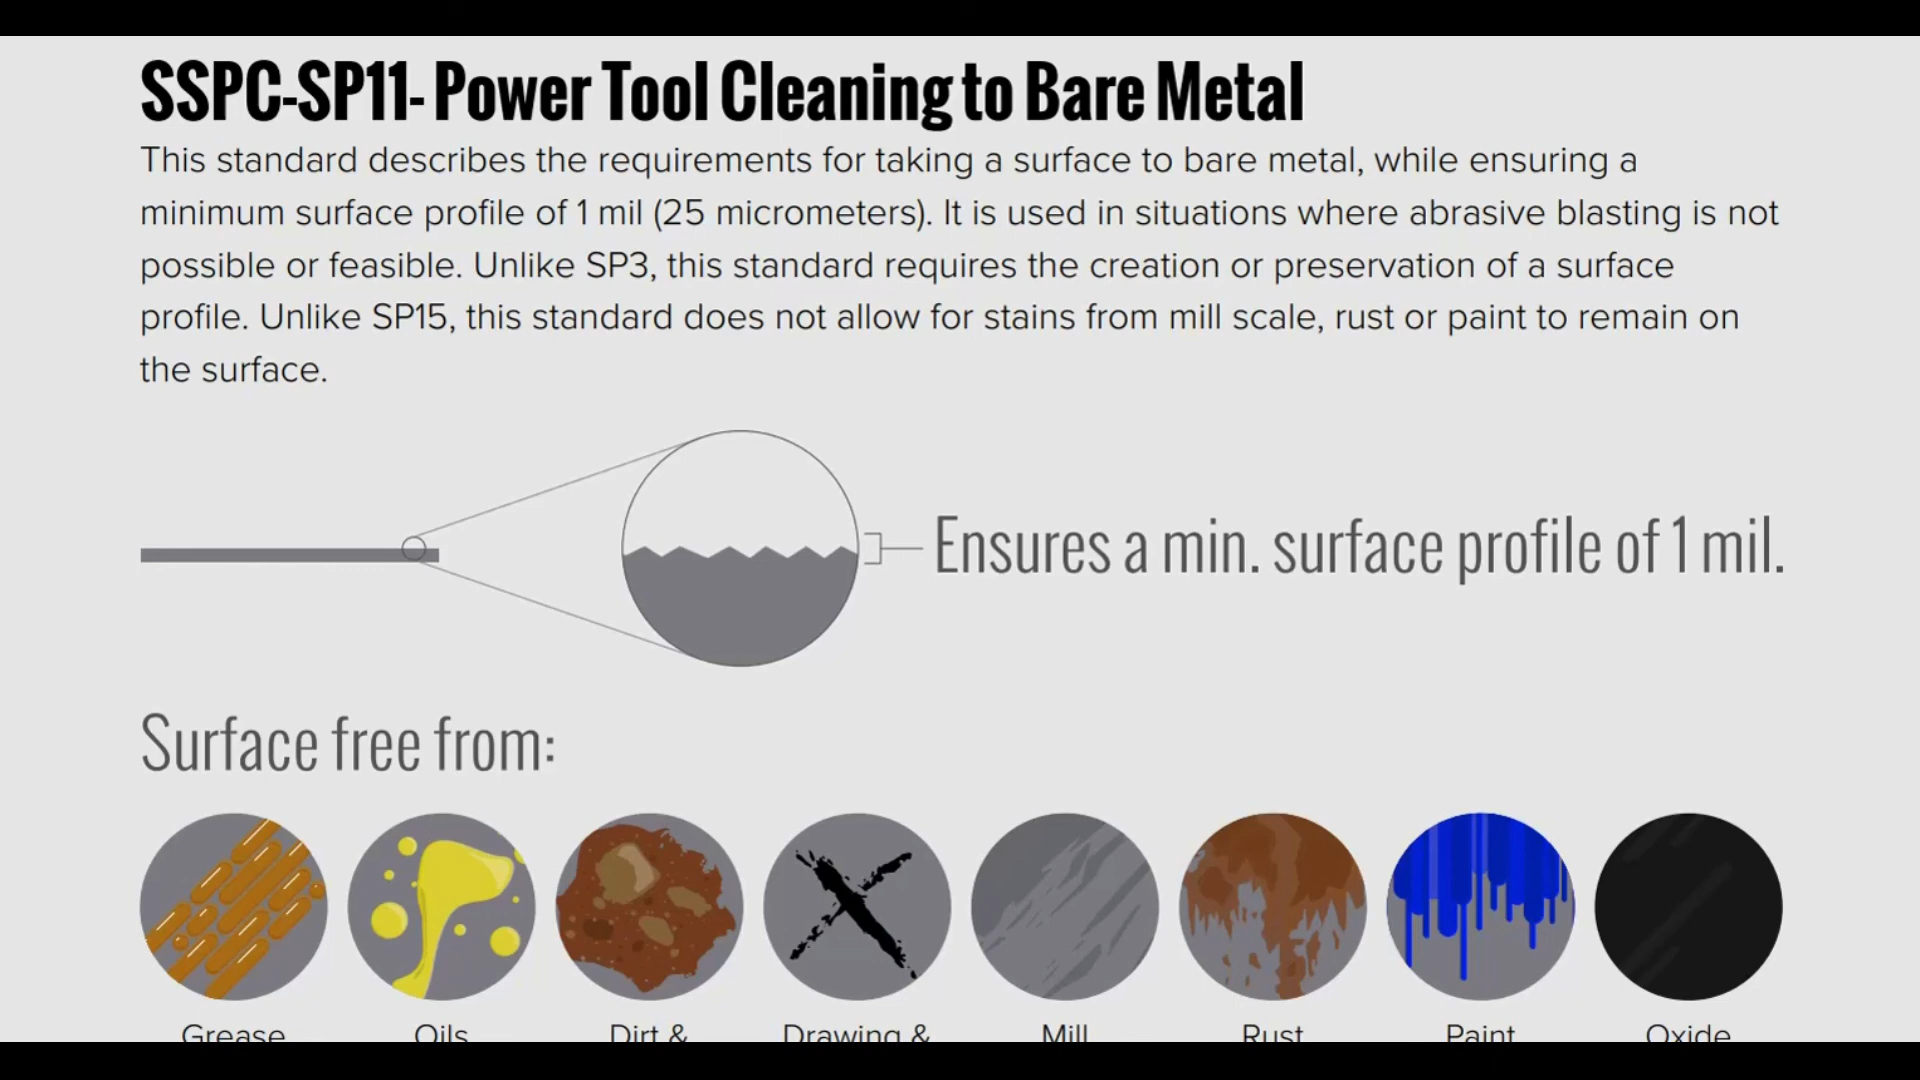 SSPC-SP11- Power Tool Cleaning to Bare Metal
This standard describes the requirements for taking a surface to bare metal, while ensuring a
minimum surface profile of 1 mil (25 micrometers). It is used in situations where abrasive blasting is not
possible or feasible. Unlike SP3, this standard requires the creation or preservation of a surface
profile. Unlike SP15, this standard does not allow for stains from mill scale, rust or paint to remain on
the surface.
Ensures a min. surface profile of 1 mil.
Surface free from:
Grease Oils Dirt & Drawing & Mill Rust Paint Oxide